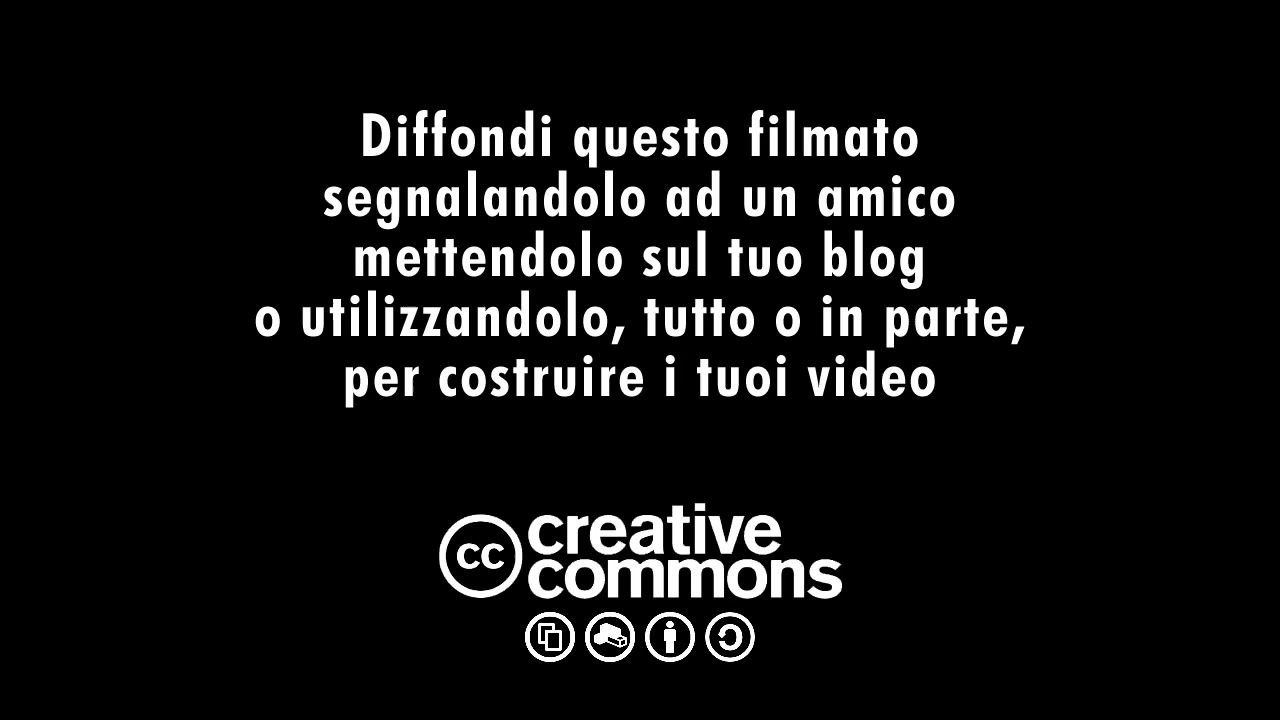 Diffondi questo filmato
segnalandolo ad un amico
mettendolo sul tuo blog
o utilizzandolo, tutto o in parte,
per costruire i tuoi video
cc creative
commons